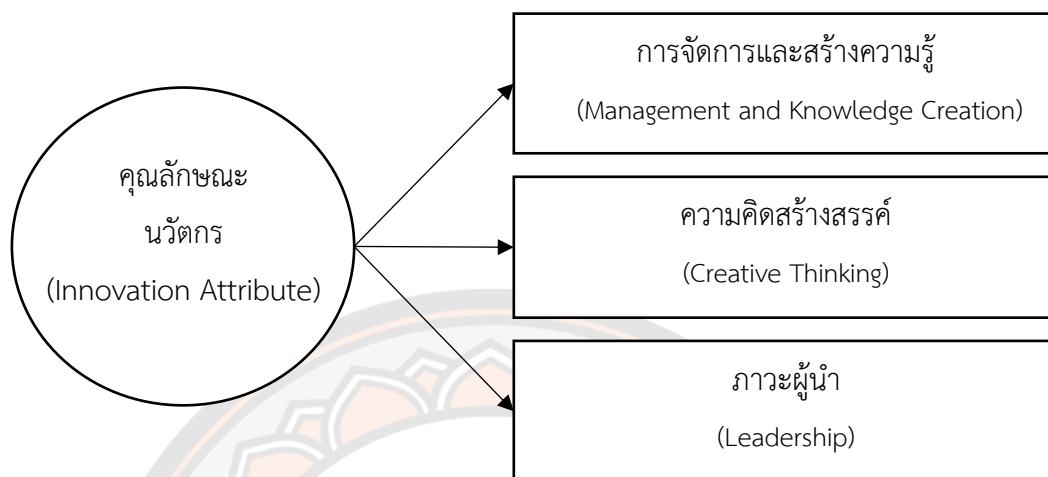 คุณลักษณะ
นวัตกร
(Innovation Attribute)
การจัดการและสร้างความรู้
(Management and Knowledge Creation)
ความคิดสร้างสรรค์
(Creative Thinking)
ภาวะผู้นำ
(Leadership)